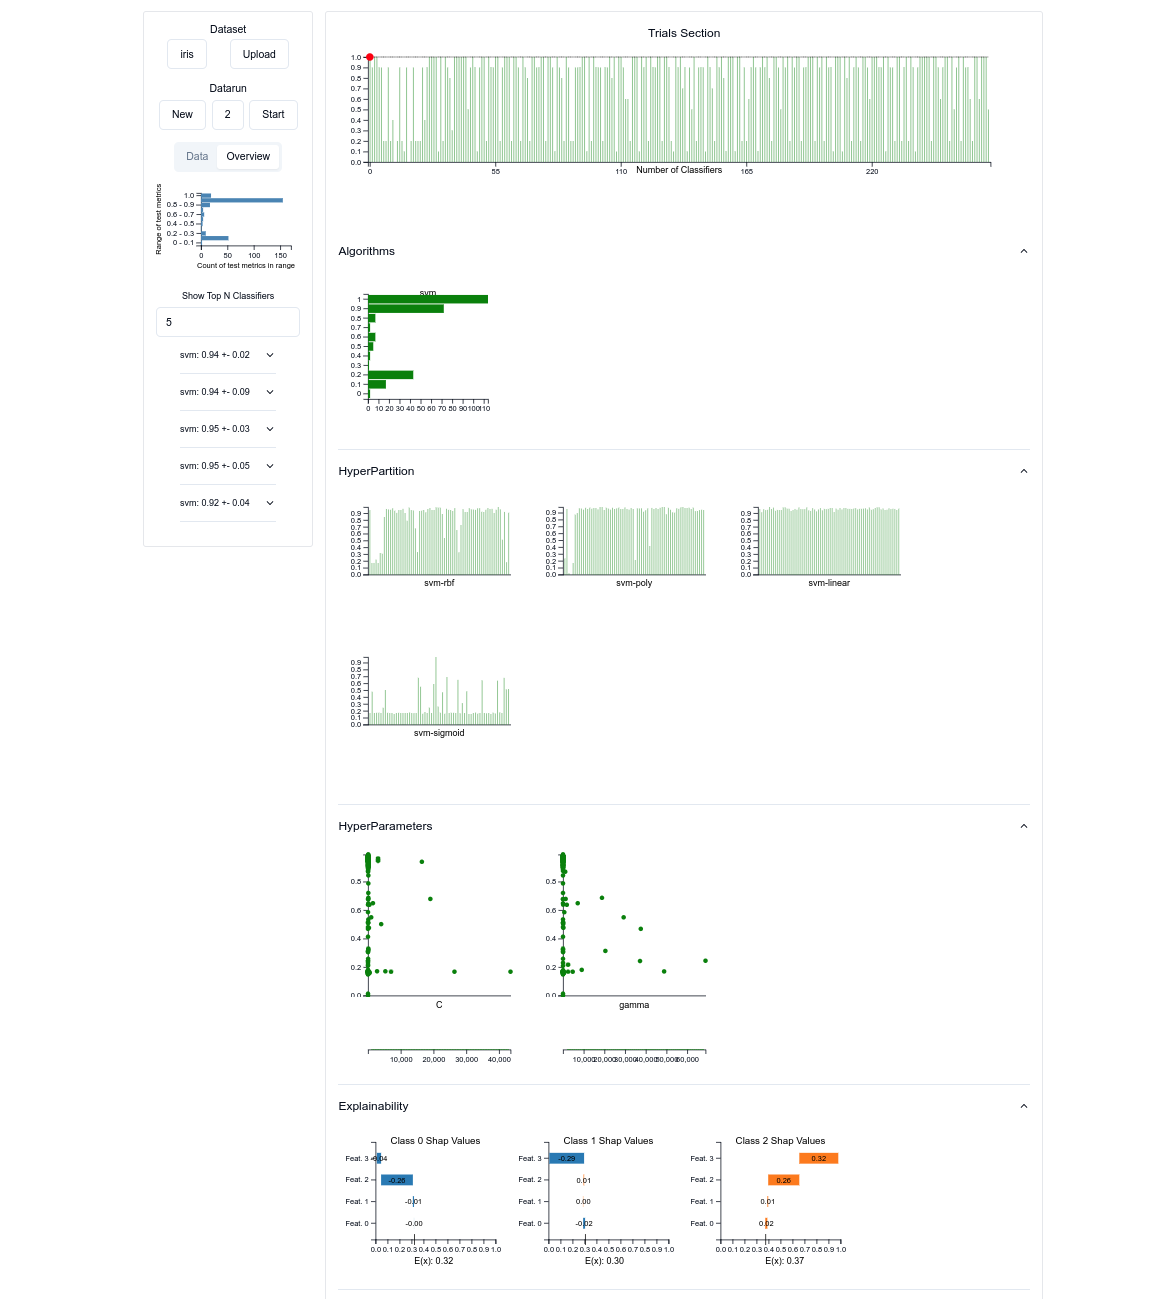 Dataset
iris
Upload
Datarun
New
2
Start
Data
Overview
Range of test metrics
1.0
0.8 - 0.9
0.6 - 0.7
0.4 - 0.5
0.2 - 0.3
0 - 0.1
0 50 100 150
Count of test metrics in range
Show Top N Classifiers
5
svm: 0.94 +- 0.02
svm: 0.94 +- 0.09
svm: 0.95 +- 0.03
svm: 0.95 +- 0.05
svm: 0.92 +- 0.04
Trials Section
1.0
0.9
0.8
0.7
0.6
0.5
0.4
0.3
0.2
0.1
0.0
0 55 110 165 220
Number of Classifiers
Algorithms
svm
1
0.9
0.8
0.7
0.6
0.5
0.4
0.3
0.2
0.1
0
0 10 20 30 40 50 60 70 80 90 100 110
HyperPartition
0.9
0.8
0.7
0.6
0.5
0.4
0.3
0.2
0.1
0.0
svm-rbf
0.9
0.8
0.7
0.6
0.5
0.4
0.3
0.2
0.1
0.0
svm-poly
0.9
0.8
0.7
0.6
0.5
0.4
0.3
0.2
0.1
0.0
svm-linear
0.9
0.8
0.7
0.6
0.5
0.4
0.3
0.2
0.1
0.0
svm-sigmoid
HyperParameters
0.8
0.6
0.4
0.2
0.0
C
10,000 20,000 30,000 40,000
0.8
0.6
0.4
0.2
0.0
gamma
10,000 20,000 30,000 40,000 50,000 60,000
Explainability
Class 0 Shap Values
Feat. 3 -0.04
Feat. 2 -0.26
Feat. 1 -0.01
Feat. 0 -0.00
0.0 0.1 0.2 0.3 0.4 0.5 0.6 0.7 0.8 0.9 1.0
E(x): 0.32
Class 1 Shap Values
Feat. 3 -0.29
Feat. 2 0.01
Feat. 1 0.00
Feat. 0 -0.02
0.0 0.1 0.2 0.3 0.4 0.5 0.6 0.7 0.8 0.9 1.0
E(x): 0.30
Class 2 Shap Values
Feat. 3 0.32
Feat. 2 0.26
Feat. 1 0.01
Feat. 0 0.02
0.0 0.1 0.2 0.3 0.4 0.5 0.6 0.7 0.8 0.9 1.0
E(x): 0.37